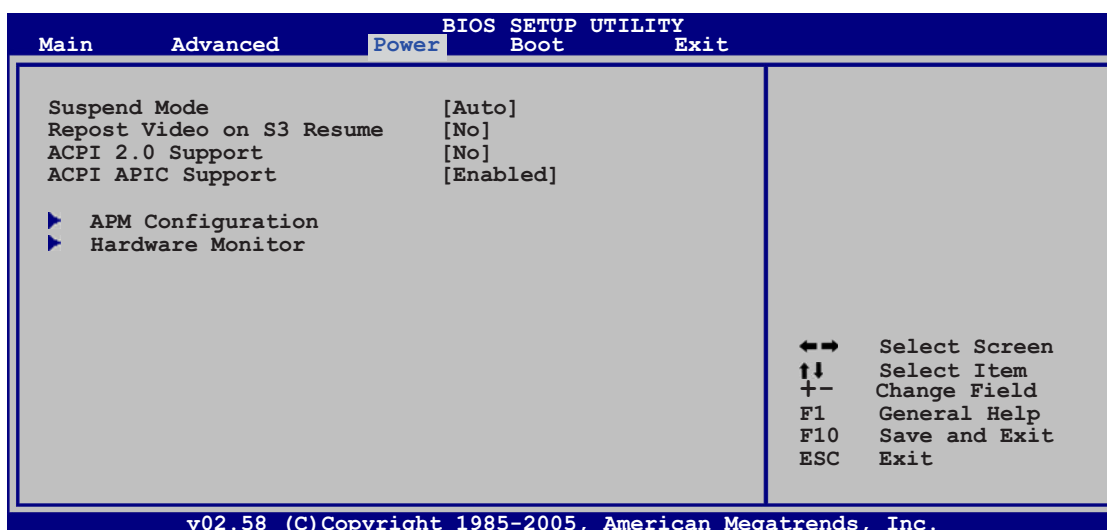 BIOS SETUP UTILITY
Main Advanced Power Boot Exit
Suspend Mode [Auto]
Repost Video on S3 Resume [No]
ACPI 2.0 Support [No]
ACPI APIC Support [Enabled]
APM Configuration
Hardware Monitor
Select Screen
Select Item
+- Change Field
F1 General Help
F10 Save and Exit
ESC Exit
v02.58 (C)Copyright 1985-2005, American Megatrends, Inc.